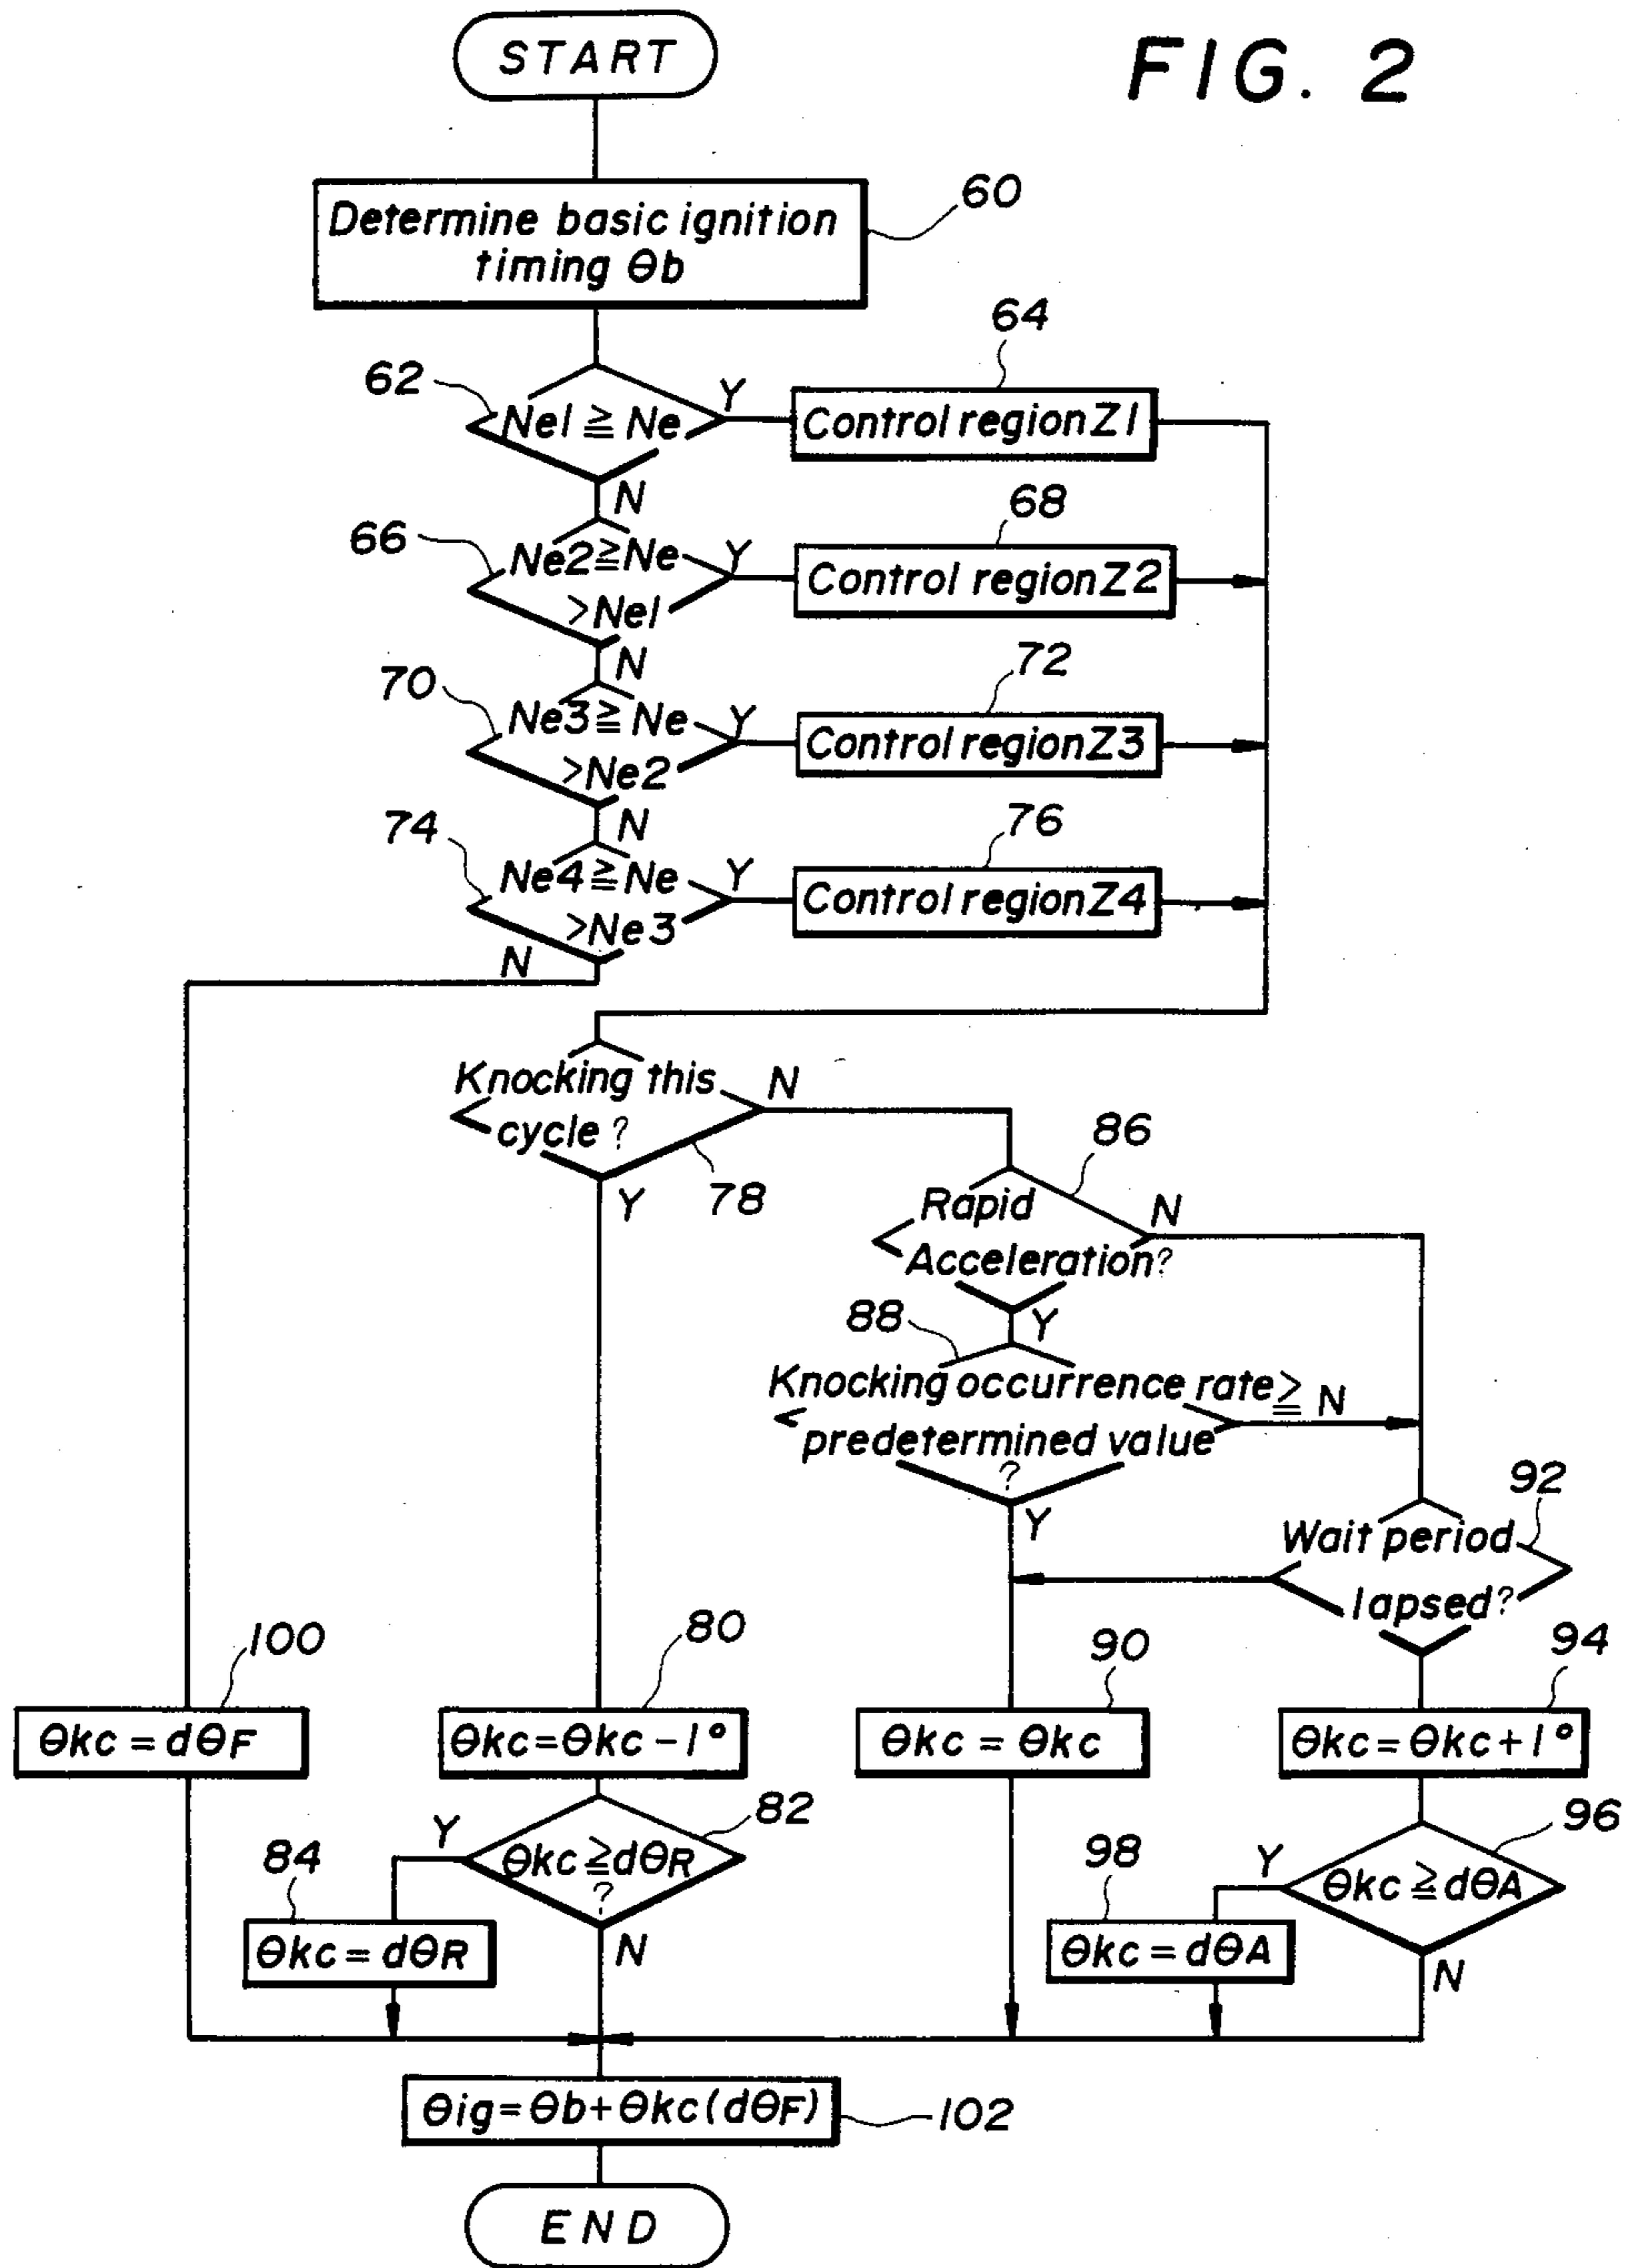 FIG. 2
START
Determine basic ignition
timing θb
60
62
Ne1 ≧ Ne
Y
64
Control region Z1
N
66
Ne2 ≧ Ne
>Ne1
Y
68
Control region Z2
N
70
Ne3 ≧ Ne
>Ne2
Y
72
Control region Z3
N
74
Ne4 ≧ Ne
>Ne3
Y
76
Control region Z4
N
Knocking this
cycle ?
N
78
Y
86
Rapid
Acceleration?
N
Y
88
Knocking occurrence rate ≧
predetermined value
?
N
Y
92
Wait period
lapsed?
100
θkc = dθF
80
θkc = θkc - 1°
90
θkc = θkc
94
θkc = θkc + 1°
82
θkc ≧ dθR
?
Y
84
θkc = dθR
N
96
θkc ≧ dθA
Y
98
θkc = dθA
N
θig = θb + θkc (dθF)
102
END